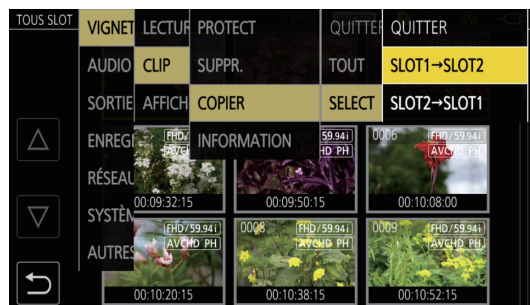 TOUS SLOT
VIGNET LECTUR PROTECT QUITTE QUITTER
AUDIO CLIP SUPPR. TOUT SLOT1→SLOT2
SORTIE AFFICH COPIER SELECT SLOT2→SLOT1
ENREGI INFORMATION
FHD/ 59.94i 0006 FHD/59.94i
AVC HD PH AVCHD PH
RÉSEAU
00:09:32:15 00:09:50:15 00:10:08:00
SYSTÈM
FHD/59.94i 0008 FHD/59.94i 0009 FHD/59.94i
AVCHD PH AVCHD PH AVCHD PH
AUTRES
00:10:20:15 00:10:38:15 00:10:52:15